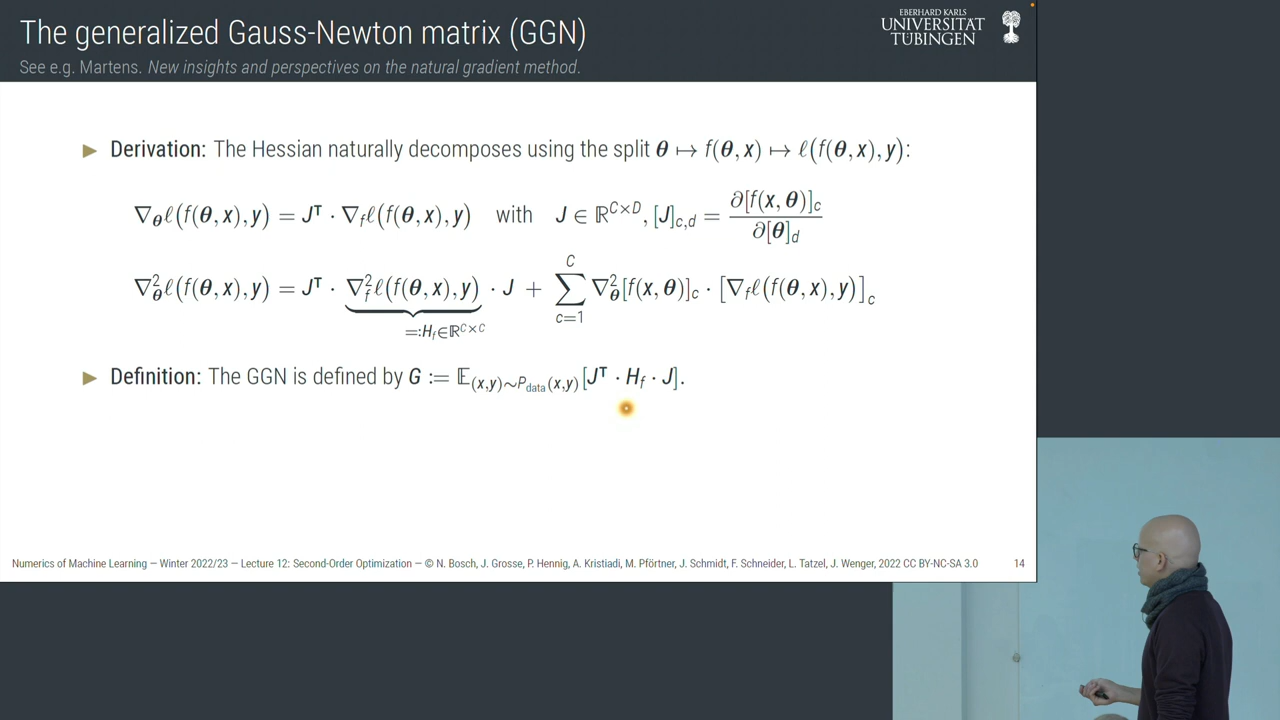 The generalized Gauss-Newton matrix (GGN)
See e.g. Martens. New insights and perspectives on the natural gradient method.
EBERHARD KARLS
UNIVERSITÄT
TÜBINGEN
▶ Derivation: The Hessian naturally decomposes using the split θ ↦ f(θ, x) ↦ ℓ(f(θ, x), y):
∇_θ ℓ(f(θ, x), y) = J^T · ∇_f ℓ(f(θ, x), y) with J ∈ ℝ^{C×D}, [J]_{c,d} = ∂[f(x, θ)]_c / ∂[θ]_d
∇²_θ ℓ(f(θ, x), y) = J^T · ∇²_f ℓ(f(θ, x), y) · J + ∑_{c=1}^{C} ∇²_θ [f(x, θ)]_c · [∇_f ℓ(f(θ, x), y)]_c
=:H_f∈ℝ^{C×C}
▶ Definition: The GGN is defined by G := 𝔼_{(x,y)∼P_data(x,y)} [J^T · H_f · J].
Numerics of Machine Learning — Winter 2022/23 — Lecture 12: Second-Order Optimization — © N. Bosch, J. Grosse, P. Hennig, A. Kristiadi, M. Pförtner, J. Schmidt, F. Schneider, L. Tatzel, J. Wenger, 2022 CC BY-NC-SA 3.0 14